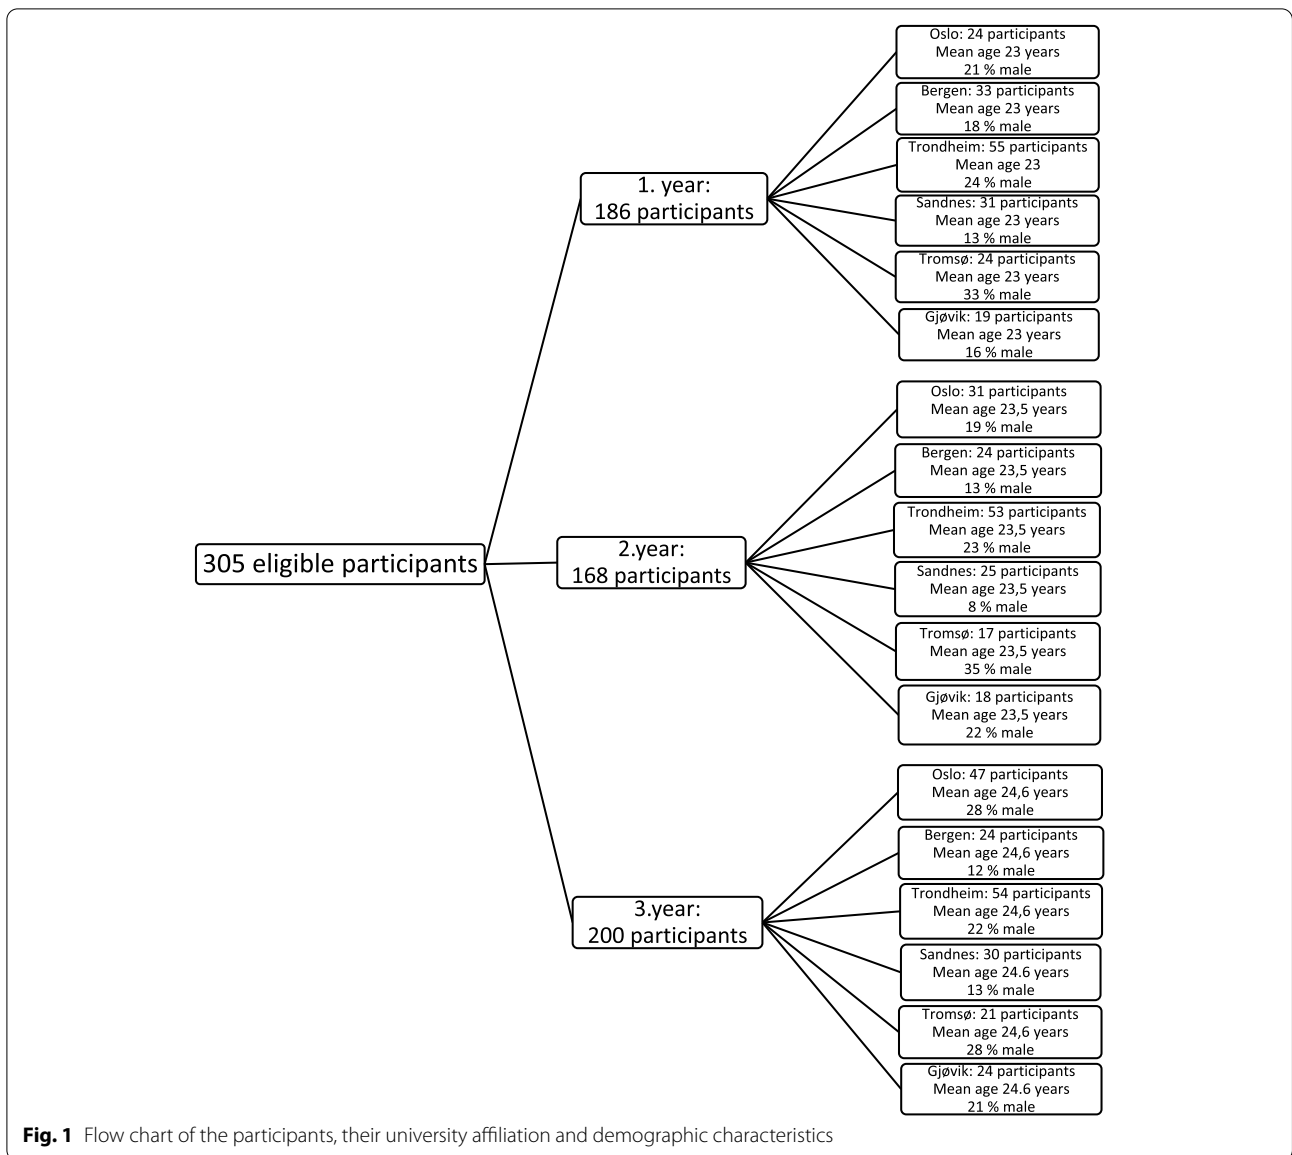 305 eligible participants
1. year:
186 participants
Oslo: 24 participants
Mean age 23 years
21 % male
Bergen: 33 participants
Mean age 23 years
18 % male
Trondheim: 55 participants
Mean age 23
24 % male
Sandnes: 31 participants
Mean age 23 years
13 % male
Tromsø: 24 participants
Mean age 23 years
33 % male
Gjøvik: 19 participants
Mean age 23 years
16 % male
2.year:
168 participants
Oslo: 31 participants
Mean age 23,5 years
19 % male
Bergen: 24 participants
Mean age 23,5 years
13 % male
Trondheim: 53 participants
Mean age 23,5 years
23 % male
Sandnes: 25 participants
Mean age 23,5 years
8 % male
Tromsø: 17 participants
Mean age 23,5 years
35 % male
Gjøvik: 18 participants
Mean age 23,5 years
22 % male
3.year:
200 participants
Oslo: 47 participants
Mean age 24,6 years
28 % male
Bergen: 24 participants
Mean age 24,6 years
12 % male
Trondheim: 54 participants
Mean age 24,6 years
22 % male
Sandnes: 30 participants
Mean age 24.6 years
13 % male
Tromsø: 21 participants
Mean age 24,6 years
28 % male
Gjøvik: 24 participants
Mean age 24.6 years
21 % male
Fig. 1 Flow chart of the participants, their university affiliation and demographic characteristics